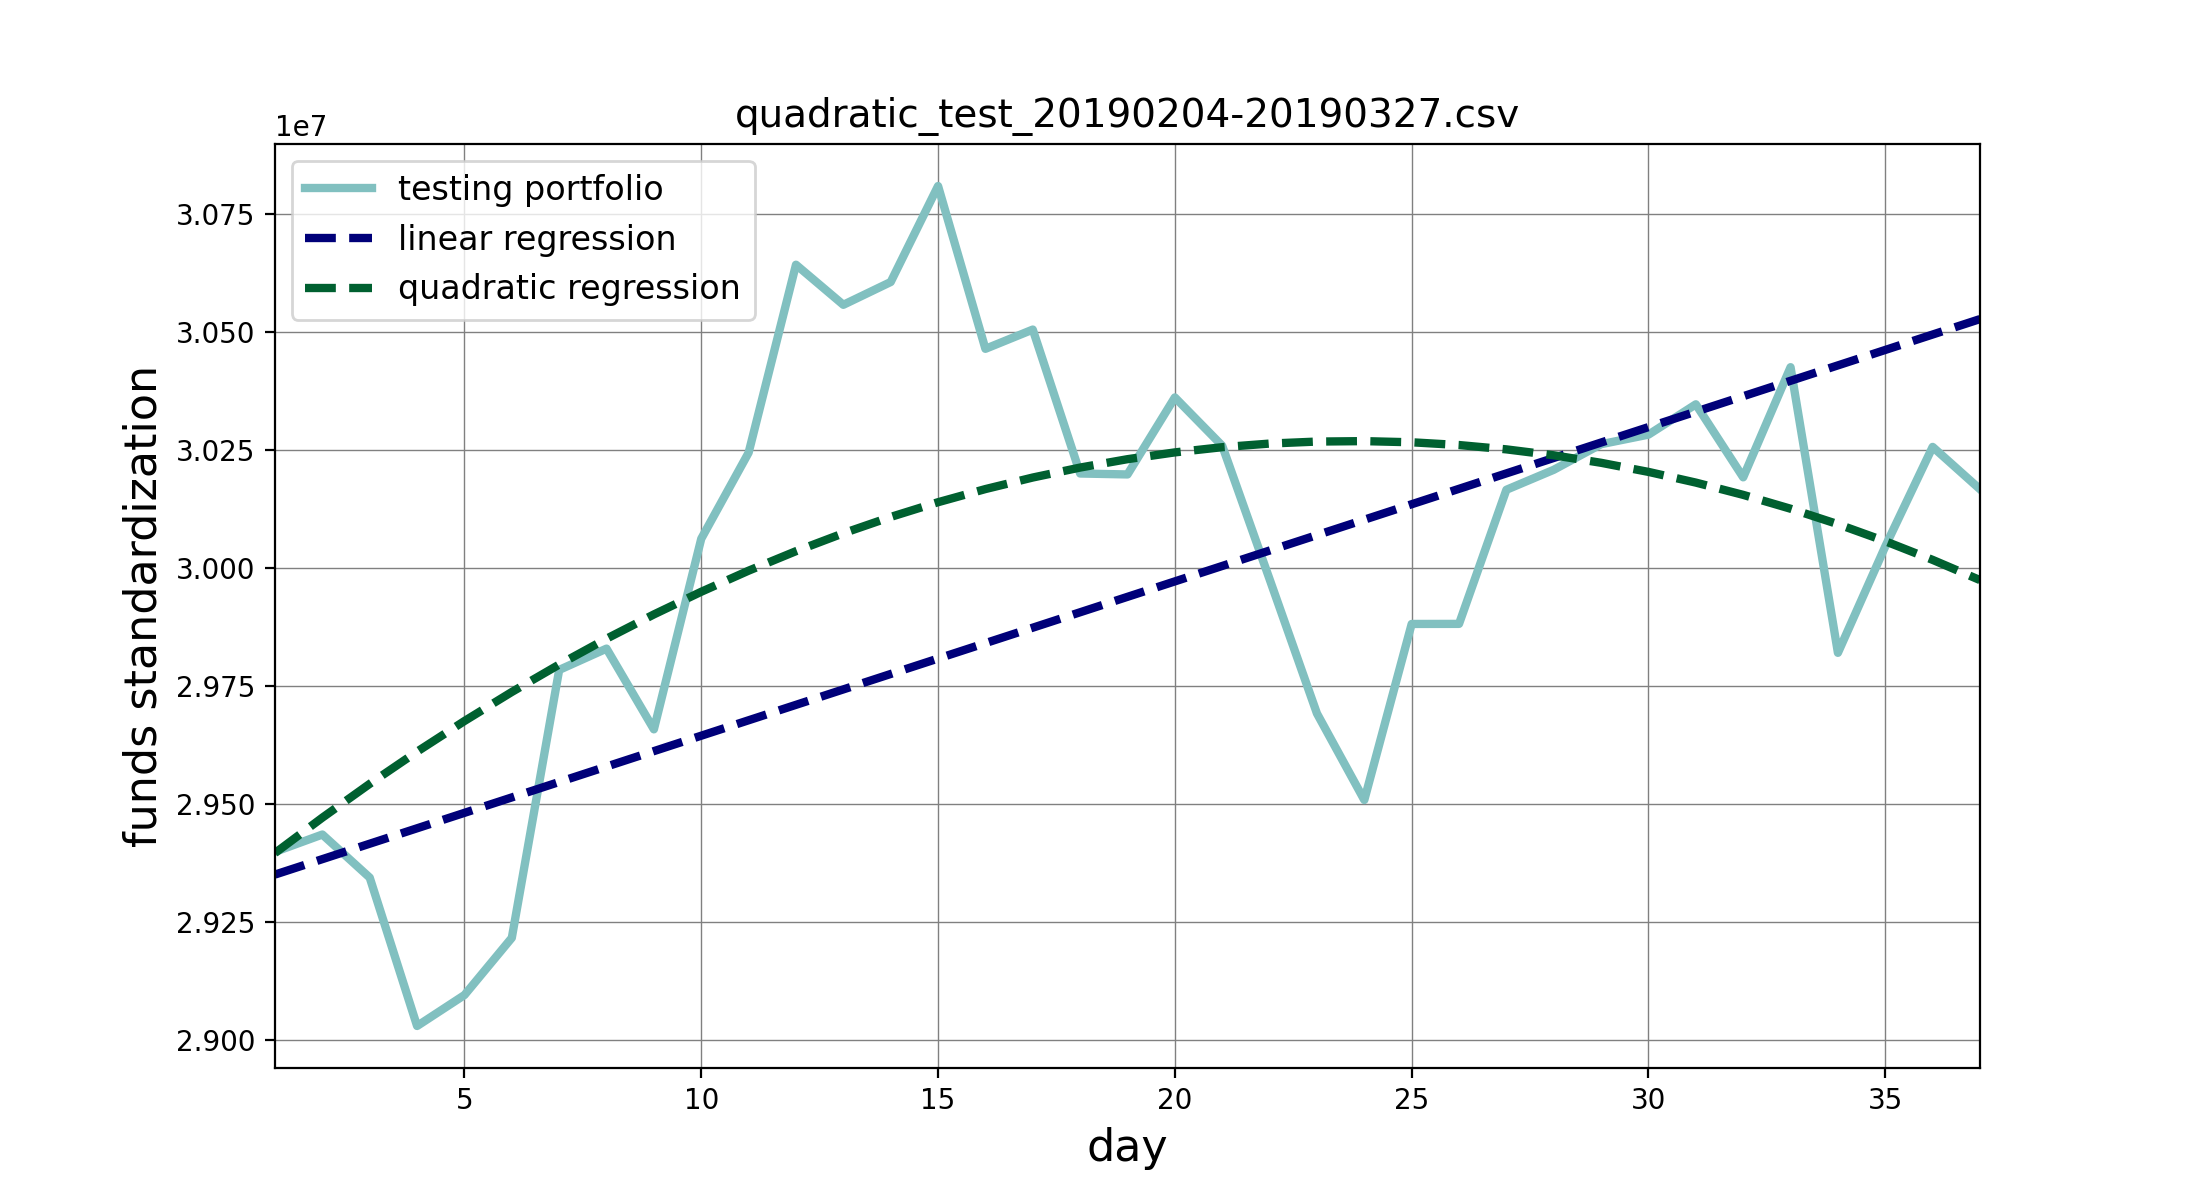 quadratic_test_20190204-20190327.csv
1e7
testing portfolio
linear regression
quadratic regression
funds standardization
3.075
3.050
3.025
3.000
2.975
2.950
2.925
2.900
5 10 15 20 25 30 35
day